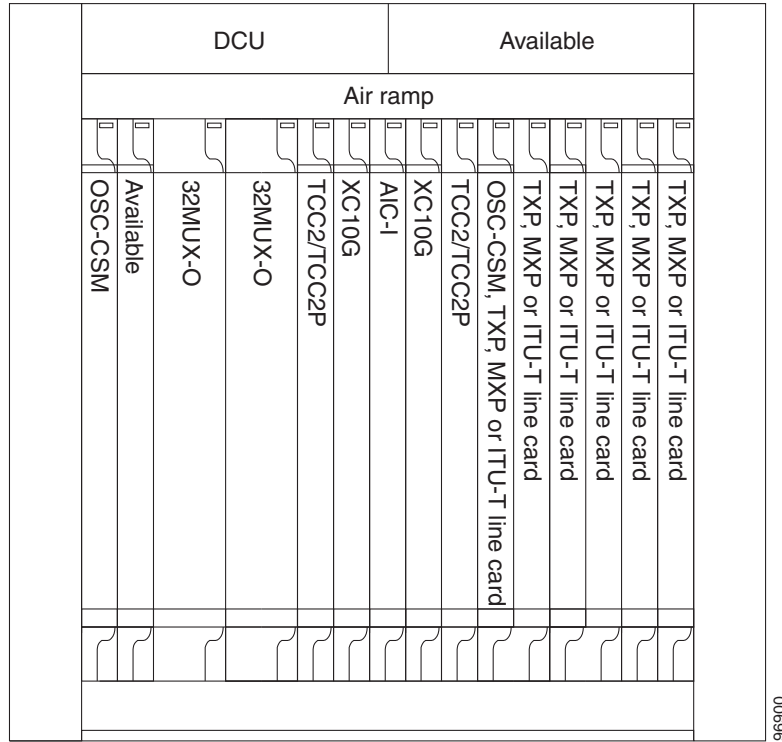 DCU
Available
Air ramp
OSC-CSM
Available
32MUX-O
32MUX-O
TCC2/TCC2P
XC10G
AIC-I
XC10G
TCC2/TCC2P
OSC-CSM, TXP, MXP or ITU-T line card
TXP, MXP or ITU-T line card
TXP, MXP or ITU-T line card
TXP, MXP or ITU-T line card
TXP, MXP or ITU-T line card
TXP, MXP or ITU-T line card